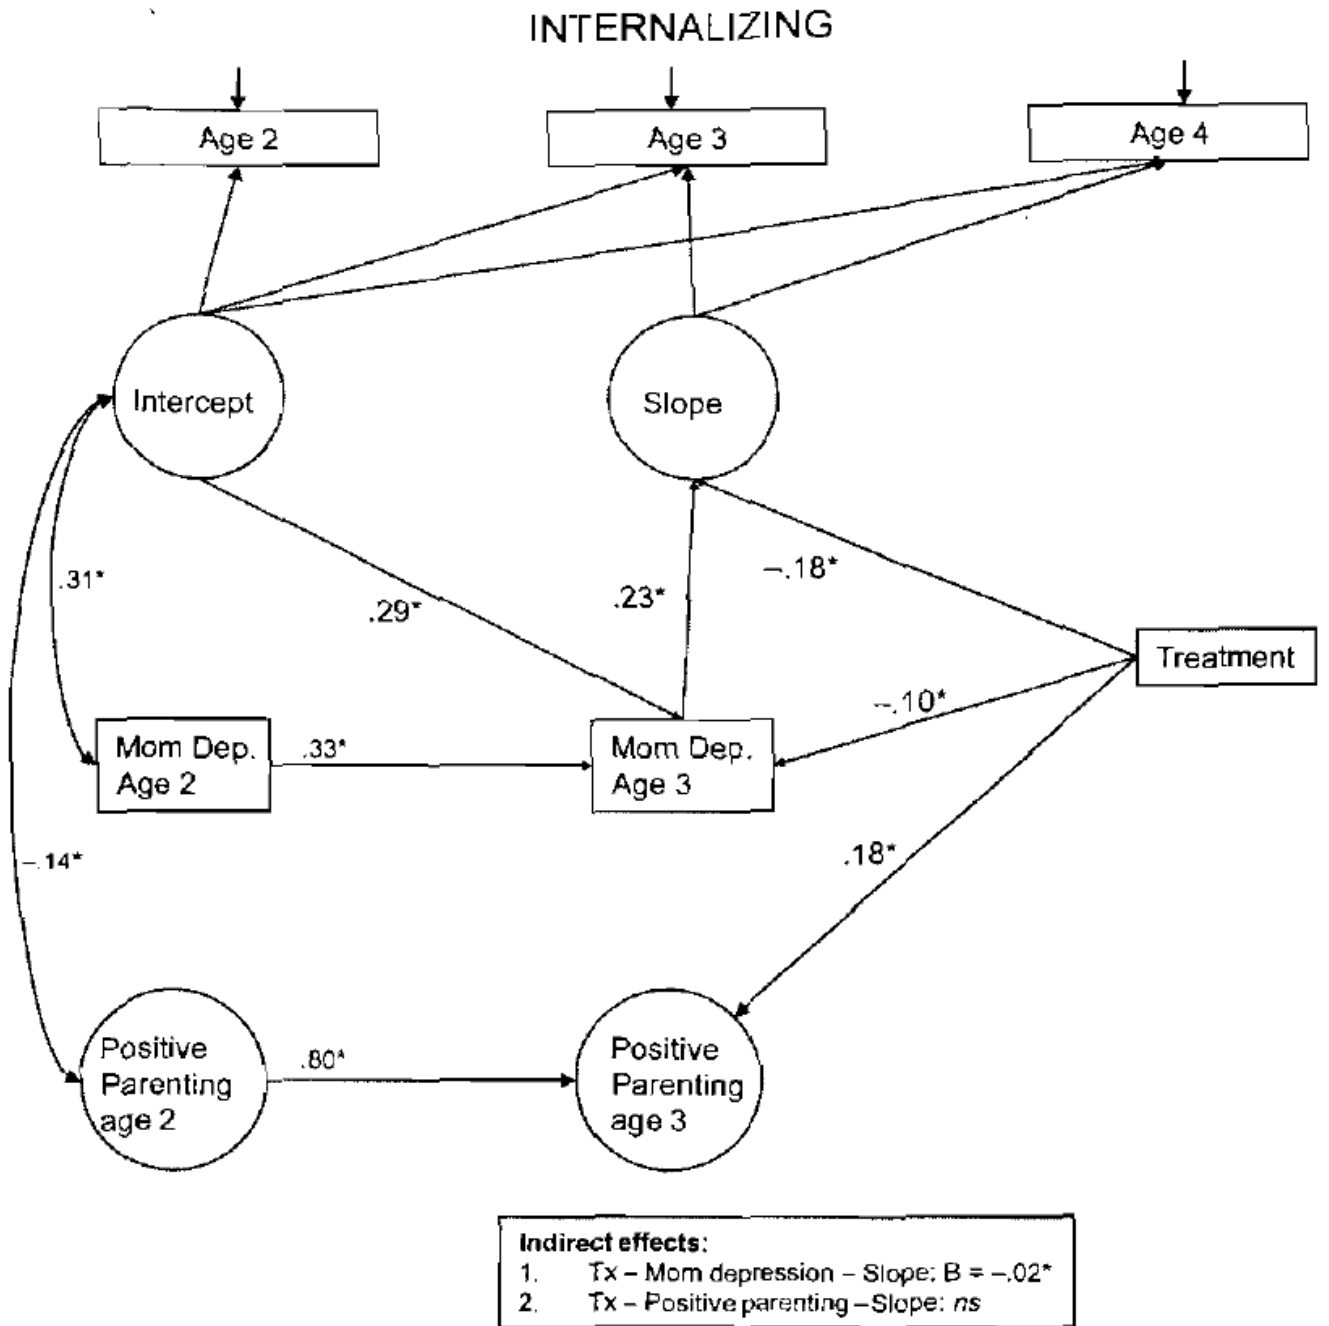 INTERNALIZING
Age 2
Age 3
Age 4
Intercept
Slope
.31*
.29*
.23*
–.18*
Treatment
–.10*
Mom Dep.
Age 2
.33*
Mom Dep.
Age 3
–.14*
.18*
Positive
Parenting
age 2
.80*
Positive
Parenting
age 3
Indirect effects:
1. Tx – Mom depression – Slope: B = –.02*
2. Tx – Positive parenting – Slope: ns